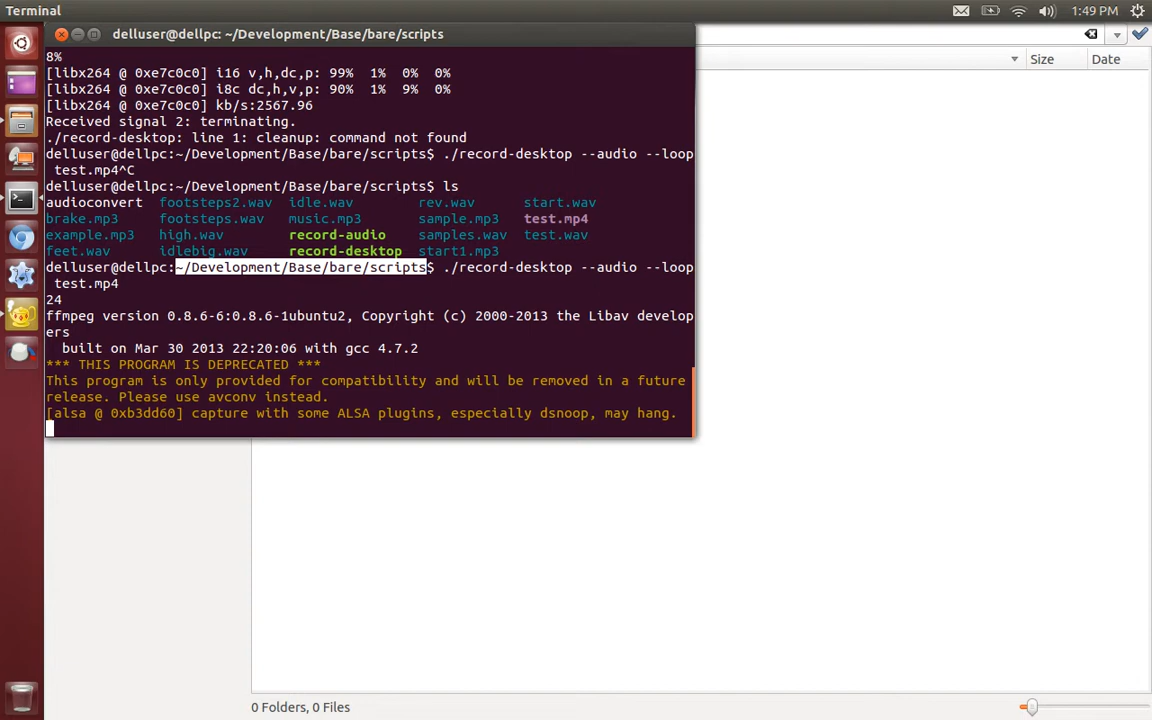 Terminal
1:49 PM
delluser@dellpc: ~/Development/Base/bare/scripts
Size
Date
8%
[libx264 @ 0xe7c0c0] i16 v,h,dc,p: 99%  1%  0%  0%
[libx264 @ 0xe7c0c0] i8c dc,h,v,p: 90%  1%  9%  0%
[libx264 @ 0xe7c0c0] kb/s:2567.96
Received signal 2: terminating.
./record-desktop: line 1: cleanup: command not found
delluser@dellpc:~/Development/Base/bare/scripts$ ./record-desktop --audio --loop
 test.mp4^C
delluser@dellpc:~/Development/Base/bare/scripts$ ls
audioconvert  footsteps2.wav  idle.wav        rev.wav      start.wav
brake.mp3     footsteps.wav   music.mp3       sample.mp3   test.mp4
example.mp3   high.wav        record-audio    samples.wav  test.wav
feet.wav      idlebig.wav     record-desktop  start1.mp3
delluser@dellpc:~/Development/Base/bare/scripts$ ./record-desktop --audio --loop
 test.mp4
24
ffmpeg version 0.8.6-6:0.8.6-1ubuntu2, Copyright (c) 2000-2013 the Libav develop
ers
  built on Mar 30 2013 22:20:06 with gcc 4.7.2
*** THIS PROGRAM IS DEPRECATED ***
This program is only provided for compatibility and will be removed in a future
release. Please use avconv instead.
[alsa @ 0xb3dd60] capture with some ALSA plugins, especially dsnoop, may hang.
0 Folders, 0 Files